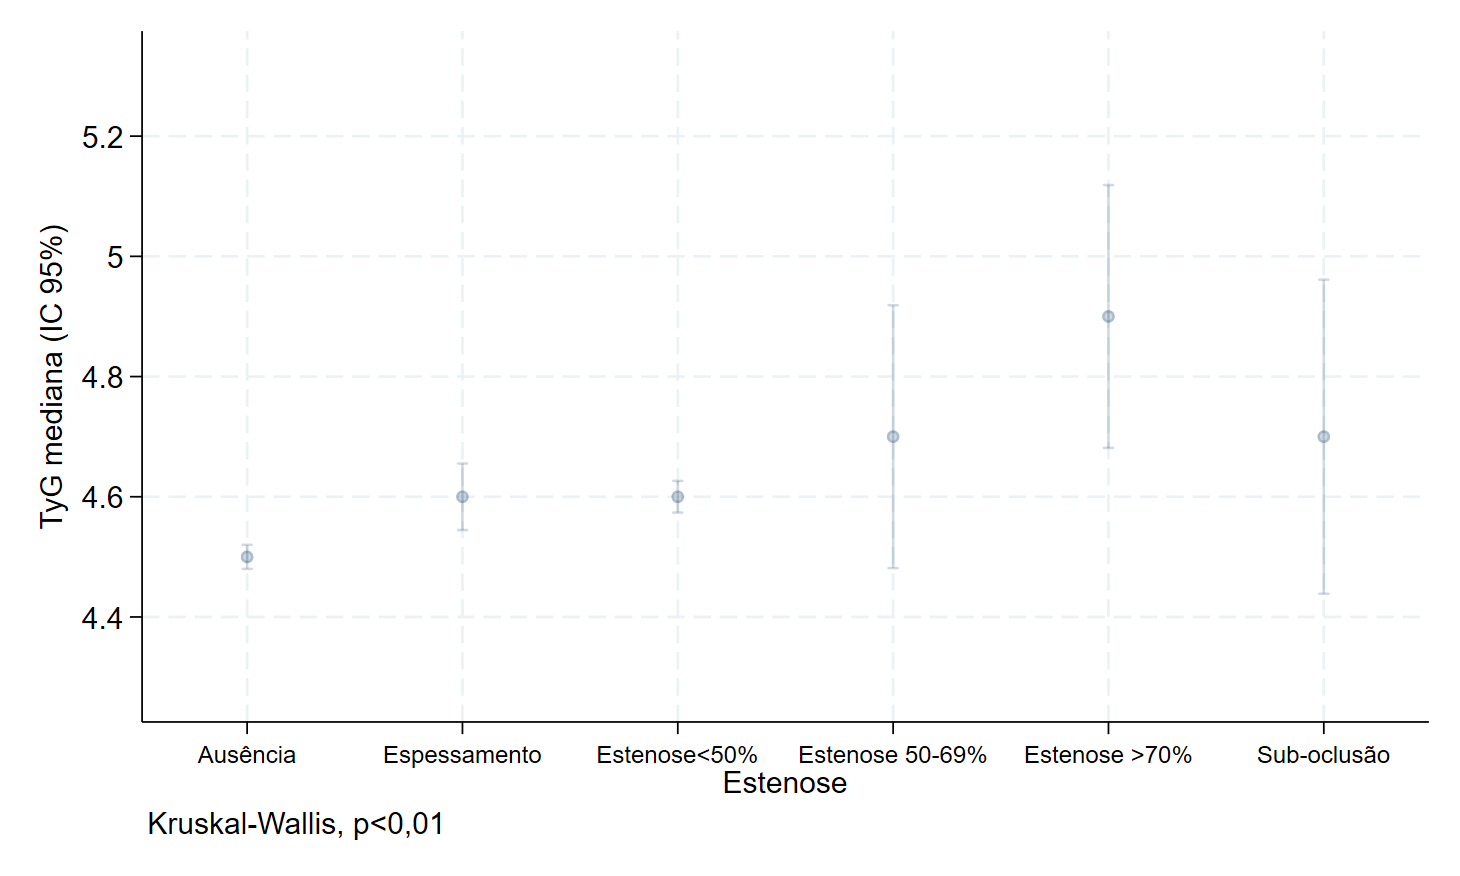 TyG mediana (IC 95%)
5.2
5
4.8
4.6
4.4
Ausência
Espessamento
Estenose<50%
Estenose 50-69%
Estenose >70%
Sub-oclusão
Estenose
Kruskal-Wallis, p<0,01